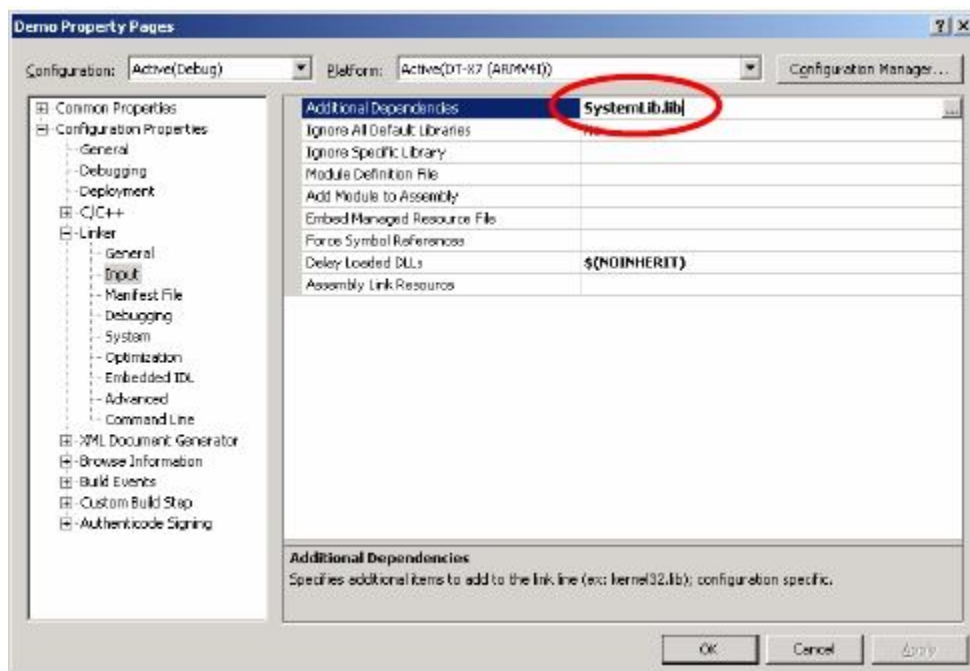 Demo Property Pages
Configuration: Active(Debug) Platform: Active(DT-X7 (ARMV4I)) Configuration Manager...
Common Properties
Configuration Properties
General
Debugging
Deployment
C/C++
Linker
General
Input
Manifest File
Debugging
System
Optimization
Embedded IDL
Advanced
Command Line
XML Document Generator
Browse Information
Build Events
Custom Build Step
Authenticode Signing
Additional Dependencies SystemLib.lib ...
Ignore All Default Libraries No
Ignore Specific Library
Module Definition File
Add Module to Assembly
Embed Managed Resource File
Force Symbol References
Delay Loaded DLLs $(NOINHERIT)
Assembly Link Resource
Additional Dependencies
Specifies additional items to add to the link line (ex: kernel32.lib); configuration specific.
OK Cancel Apply